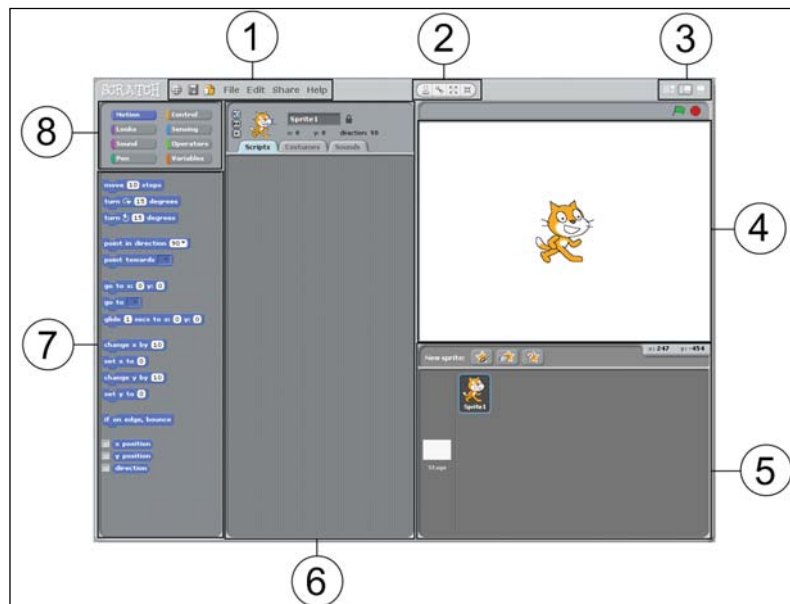 1
2
3
SCRATCH File Edit Share Help
8
Motion Control
Looks Sensing
Sound Operators
Pen Variables
Sprite1
x: 0 y: 0 direction: 90
Scripts Costumes Sounds
move 10 steps
turn 15 degrees
turn 15 degrees
point in direction 90
point towards
go to x: 0 y: 0
go to
glide 1 secs to x: 0 y: 0
change x by 10
set x to 0
change y by 10
set y to 0
if on edge, bounce
x position
y position
direction
4
7
x: 247 y: -454
New sprite:
Sprite1
Stage
5
6